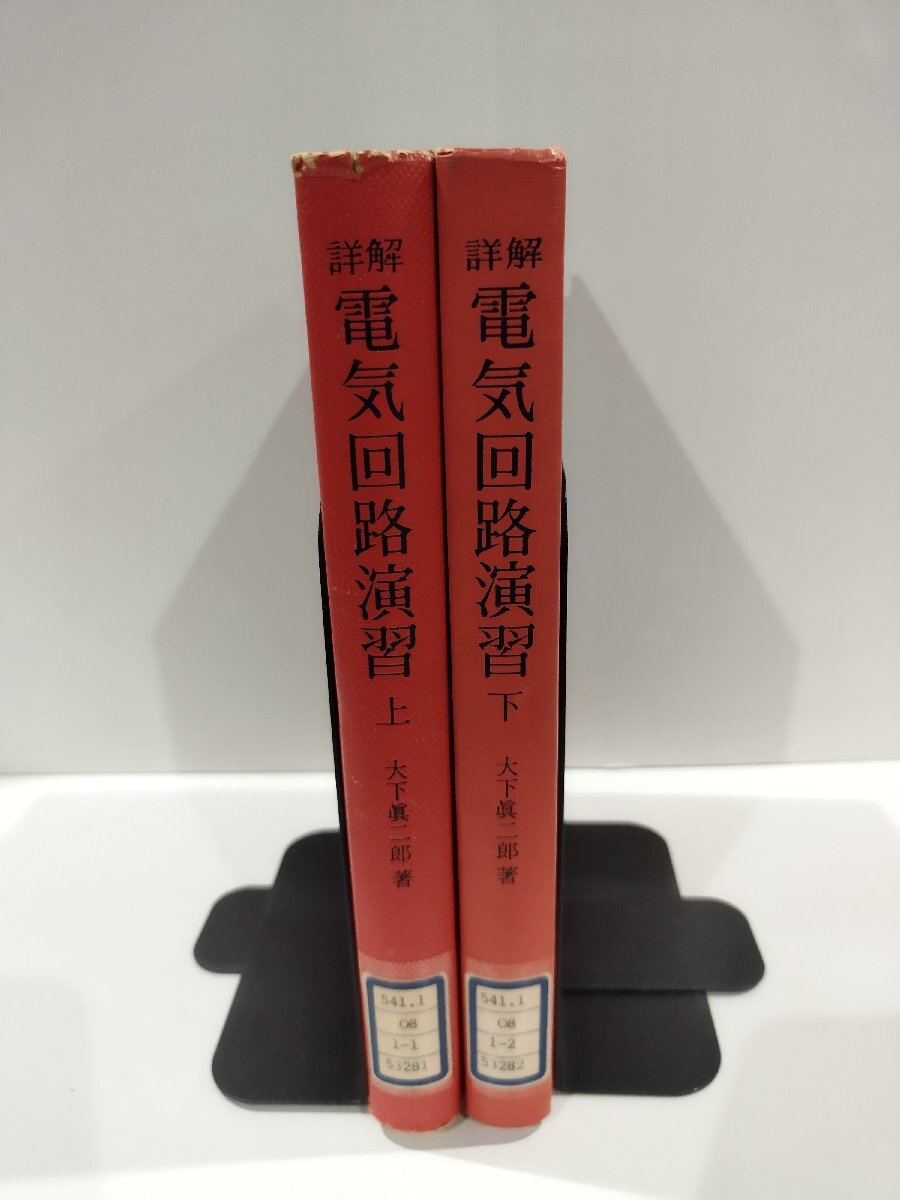 詳解
電気回路演習
上
大下眞二郎著
541.1
O8
1-1
53281
詳解
電気回路演習
下
大下眞二郎著
541.1
O8
1-2
53282